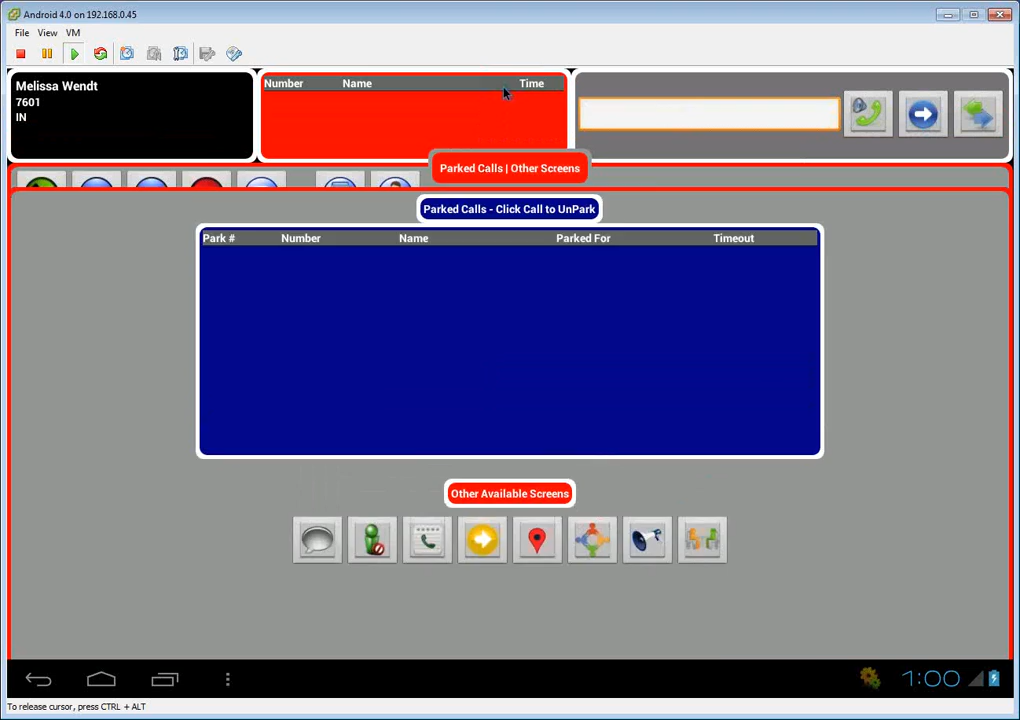 Android 4.0 on 192.168.0.45
File View VM
Melissa Wendt
7601
IN
Number Name Time
Parked Calls | Other Screens
Parked Calls - Click Call to UnPark
Park # Number Name Parked For Timeout
Other Available Screens
1:00
To release cursor, press CTRL + ALT